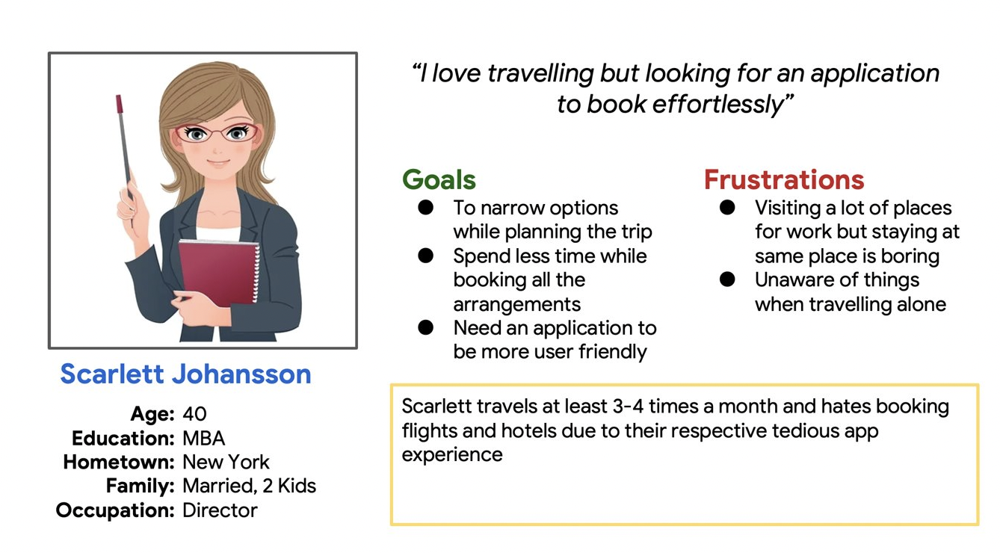 “I love travelling but looking for an application
to book effortlessly”
Goals
● To narrow options
while planning the trip
● Spend less time while
booking all the
arrangements
● Need an application to
be more user friendly
Frustrations
● Visiting a lot of places
for work but staying at
same place is boring
● Unaware of things
when travelling alone
Scarlett Johansson
Age: 40
Education: MBA
Hometown: New York
Family: Married, 2 Kids
Occupation: Director
Scarlett travels at least 3-4 times a month and hates booking
flights and hotels due to their respective tedious app
experience